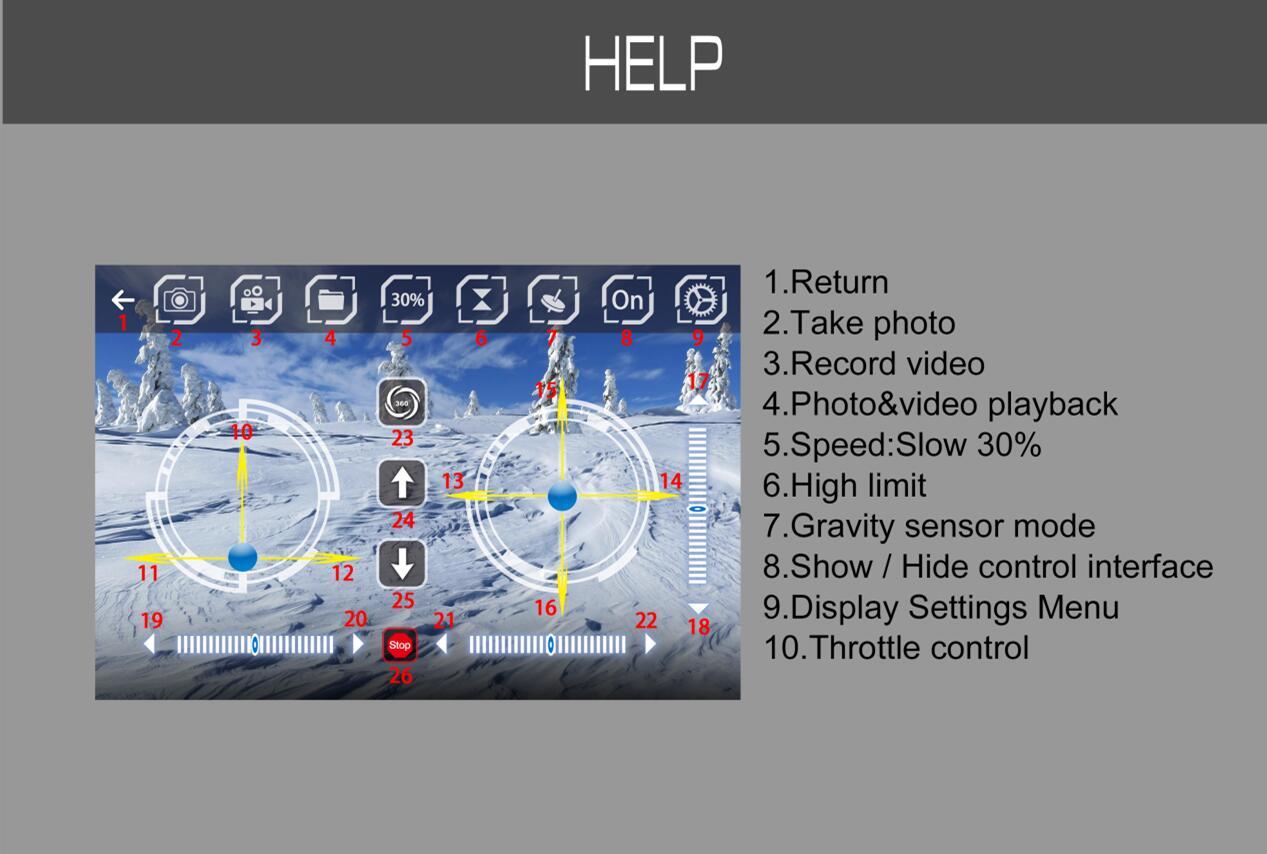 HELP
30%
On
1
2
3
4
5
6
7
8
9
17
15
360
10
23
13
14
24
11
12
25
16
18
19
20
21
22
Stop
26
1.Return
2.Take photo
3.Record video
4.Photo&video playback
5.Speed:Slow 30%
6.High limit
7.Gravity sensor mode
8.Show / Hide control interface
9.Display Settings Menu
10.Throttle control